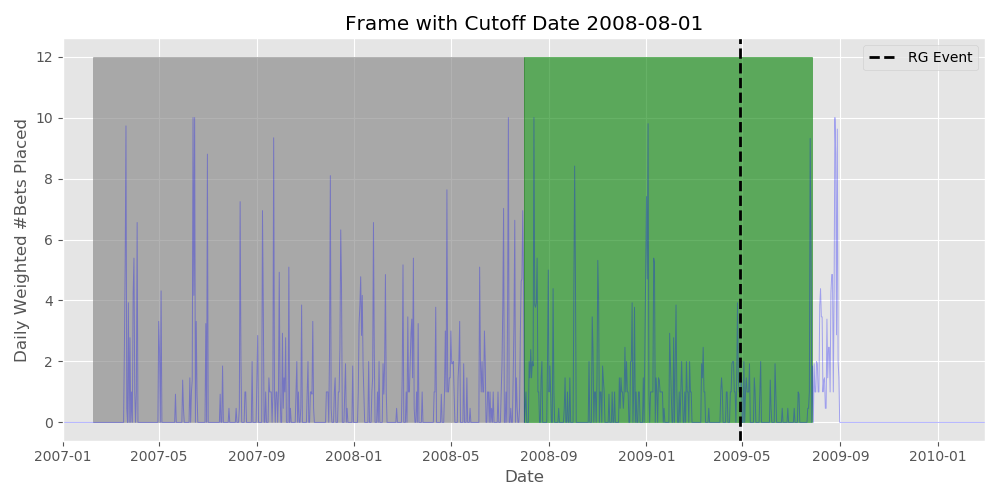 Frame with Cutoff Date 2008-08-01
RG Event
Daily Weighted #Bets Placed
12
10
8
6
4
2
0
2007-01 2007-05 2007-09 2008-01 2008-05 2008-09 2009-01 2009-05 2009-09 2010-01
Date